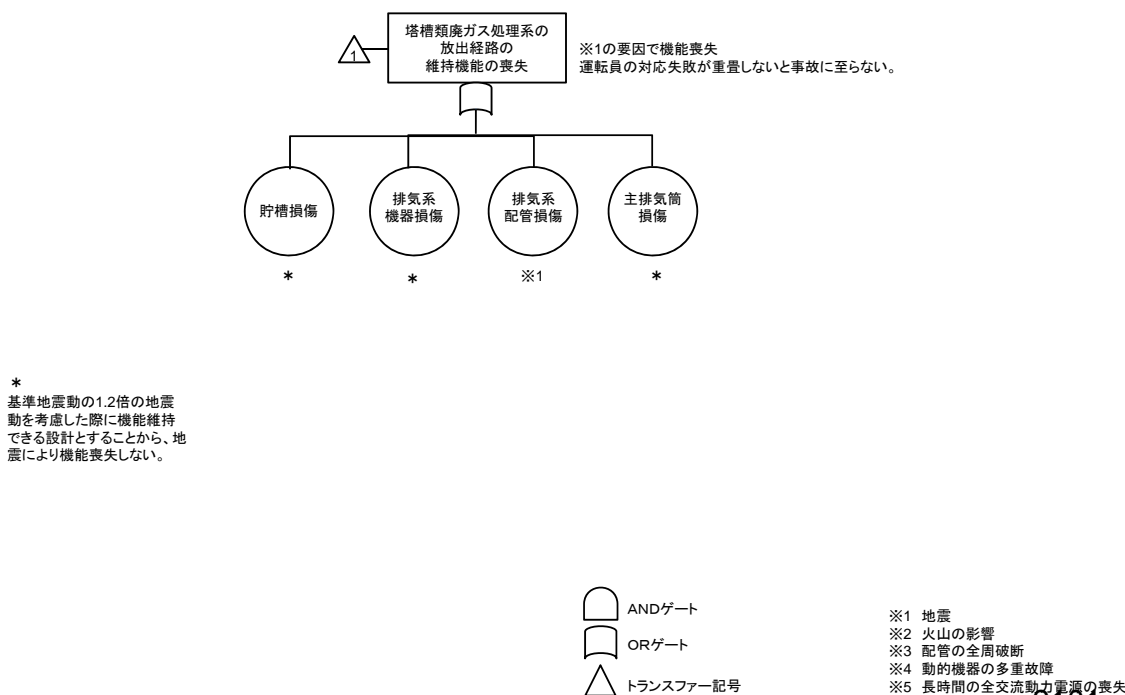 塔槽類廃ガス処理系の
放出経路の
維持機能の喪失
1
※1の要因で機能喪失
運転員の対応失敗が重畳しないと事故に至らない。
貯槽損傷
排気系
機器損傷
排気系
配管損傷
主排気筒
損傷
*
*
※1
*
*
基準地震動の1.2倍の地震
動を考慮した際に機能維持
できる設計とすることから、地
震により機能喪失しない。
ANDゲート
ORゲート
トランスファー記号
※1 地震
※2 火山の影響
※3 配管の全周破断
※4 動的機器の多重故障
※5 長時間の全交流動力電源の喪失